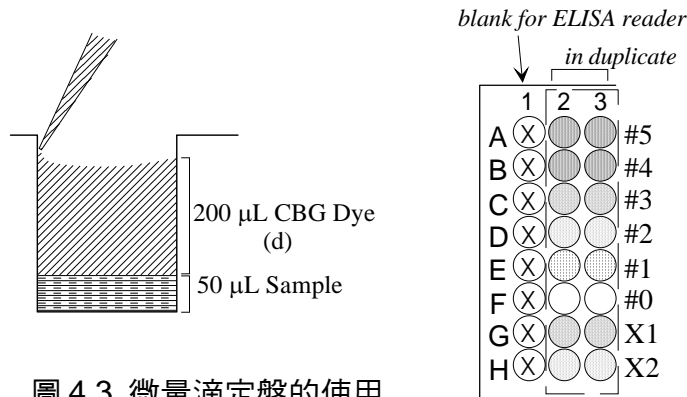 blank for ELISA reader
in duplicate
1 2 3
A X #5
B X #4
C X #3
D X #2
E X #1
F X #0
G X X1
H X X2
200 μL CBG Dye
(d)
50 μL Sample
圖 4.3 微量滴定盤的使用